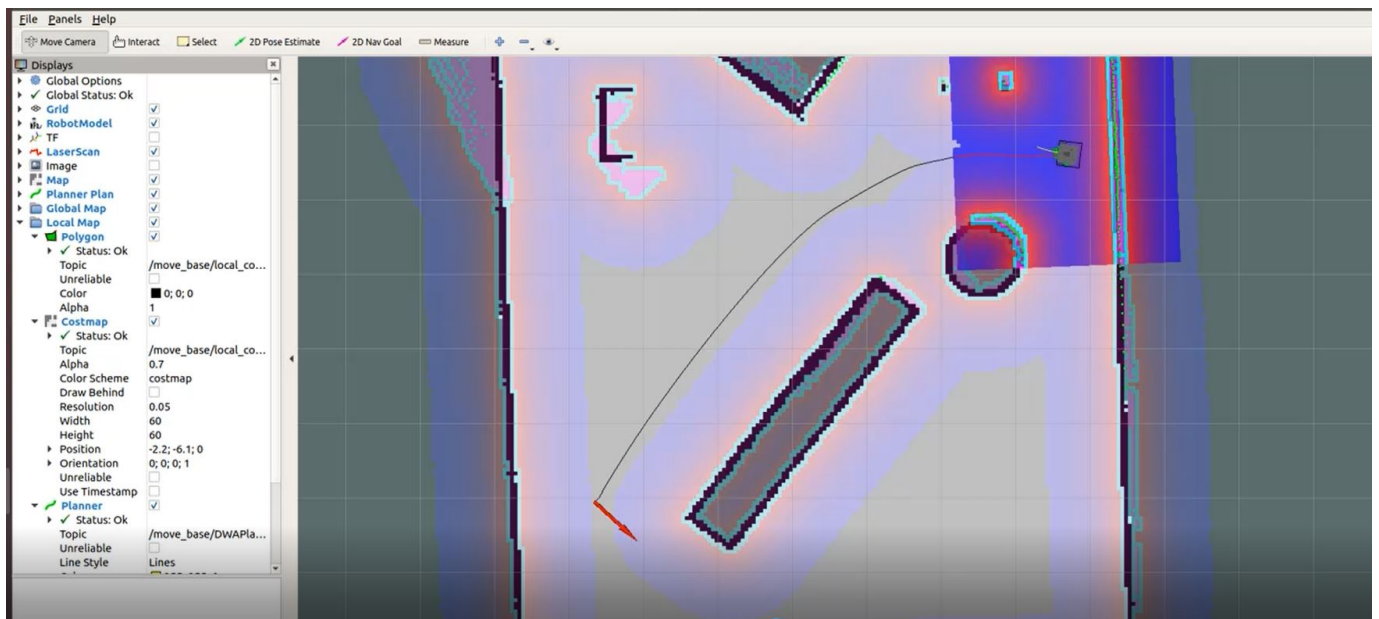 File Panels Help
Move Camera Interact Select 2D Pose Estimate 2D Nav Goal Measure
Displays
Global Options
Global Status: Ok
Grid
RobotModel
TF
LaserScan
Image
Map
Planner Plan
Global Map
Local Map
Polygon
Status: Ok
Topic /move_base/local_co...
Unreliable
Color 0; 0; 0
Alpha 1
Costmap
Status: Ok
Topic /move_base/local_co...
Alpha 0.7
Color Scheme costmap
Draw Behind
Resolution 0.05
Width 60
Height 60
Position -2.2; -6.1; 0
Orientation 0; 0; 0; 1
Unreliable
Use Timestamp
Planner
Status: Ok
Topic /move_base/DWAPla...
Unreliable
Line Style Lines